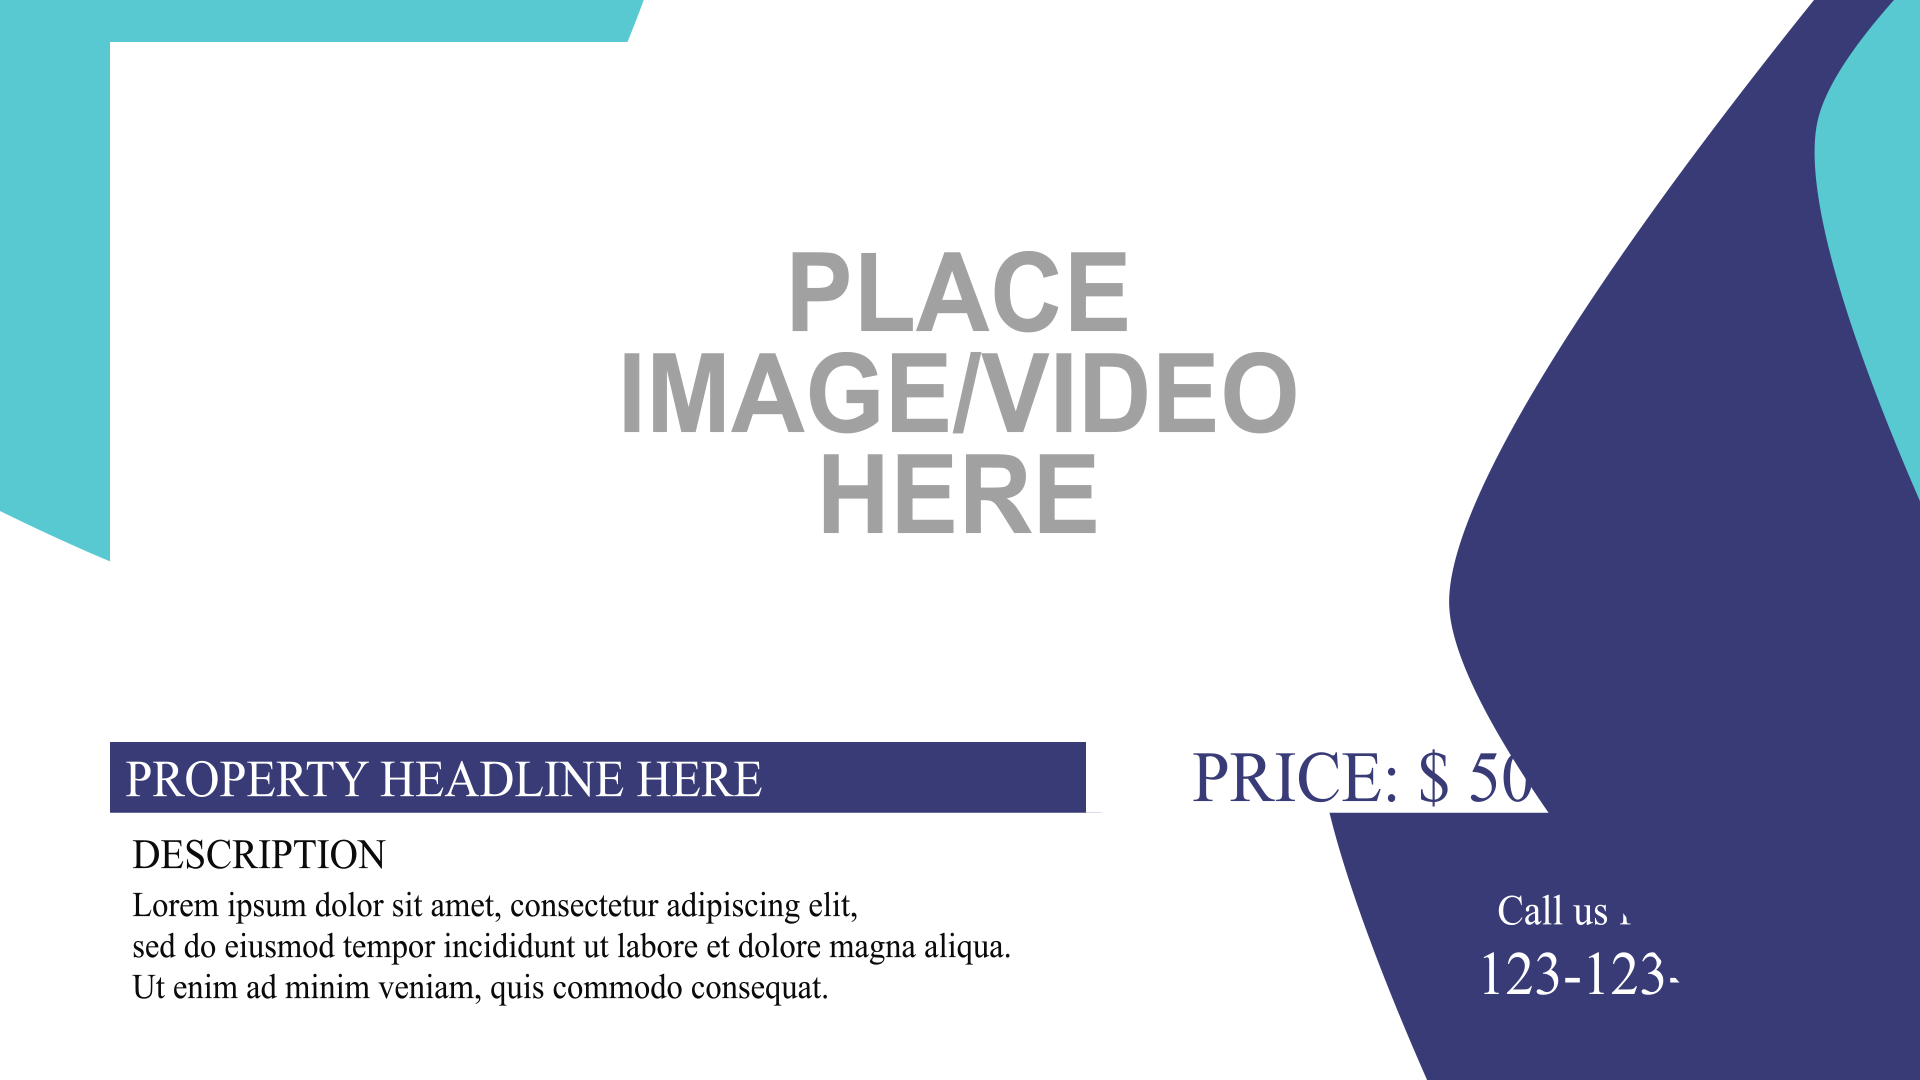 PLACE
IMAGE/VIDEO
HERE
PROPERTY HEADLINE HERE
PRICE: $ 50
DESCRIPTION
Lorem ipsum dolor sit amet, consectetur adipiscing elit,
sed do eiusmod tempor incididunt ut labore et dolore magna aliqua.
Ut enim ad minim veniam, quis commodo consequat.
Call us
123-123-